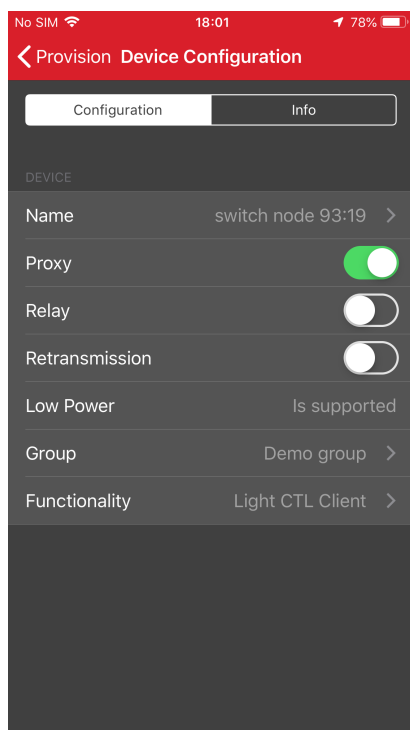 No SIM 18:01 78%
Provision Device Configuration
Configuration Info
DEVICE
Name switch node 93:19
Proxy
Relay
Retransmission
Low Power Is supported
Group Demo group
Functionality Light CTL Client